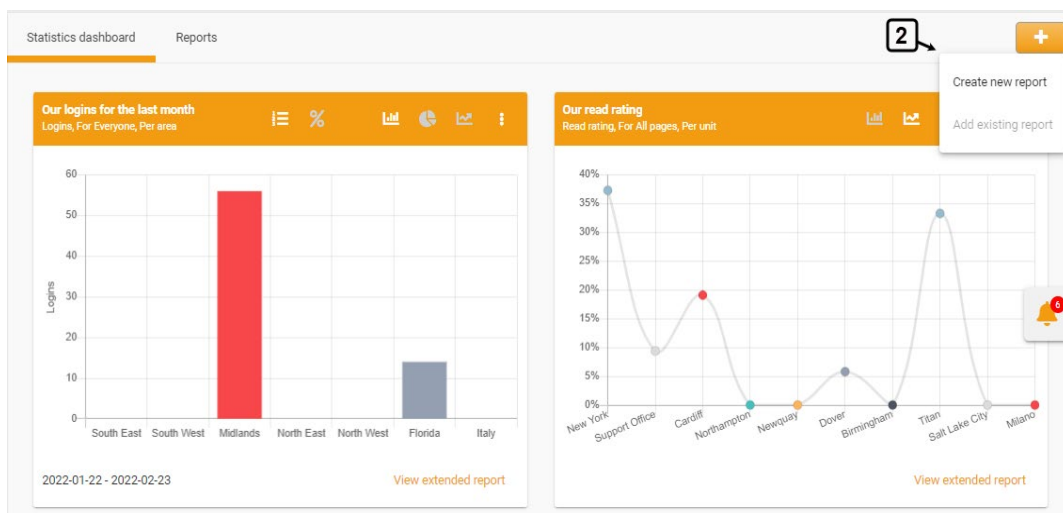 Statistics dashboard
Reports
2
+
Create new report
Add existing report
Our logins for the last month
Logins, For Everyone, Per area
%
60
50
40
30
20
10
0
Logins
South East
South West
Midlands
North East
North West
Florida
Italy
2022-01-22 - 2022-02-23
View extended report
Our read rating
Read rating, For All pages, Per unit
40%
35%
30%
25%
20%
15%
10%
5%
0%
New York
Support Office
Cardiff
Northampton
Newquay
Dover
Birmingham
Titan
Salt Lake City
Milano
View extended report
6